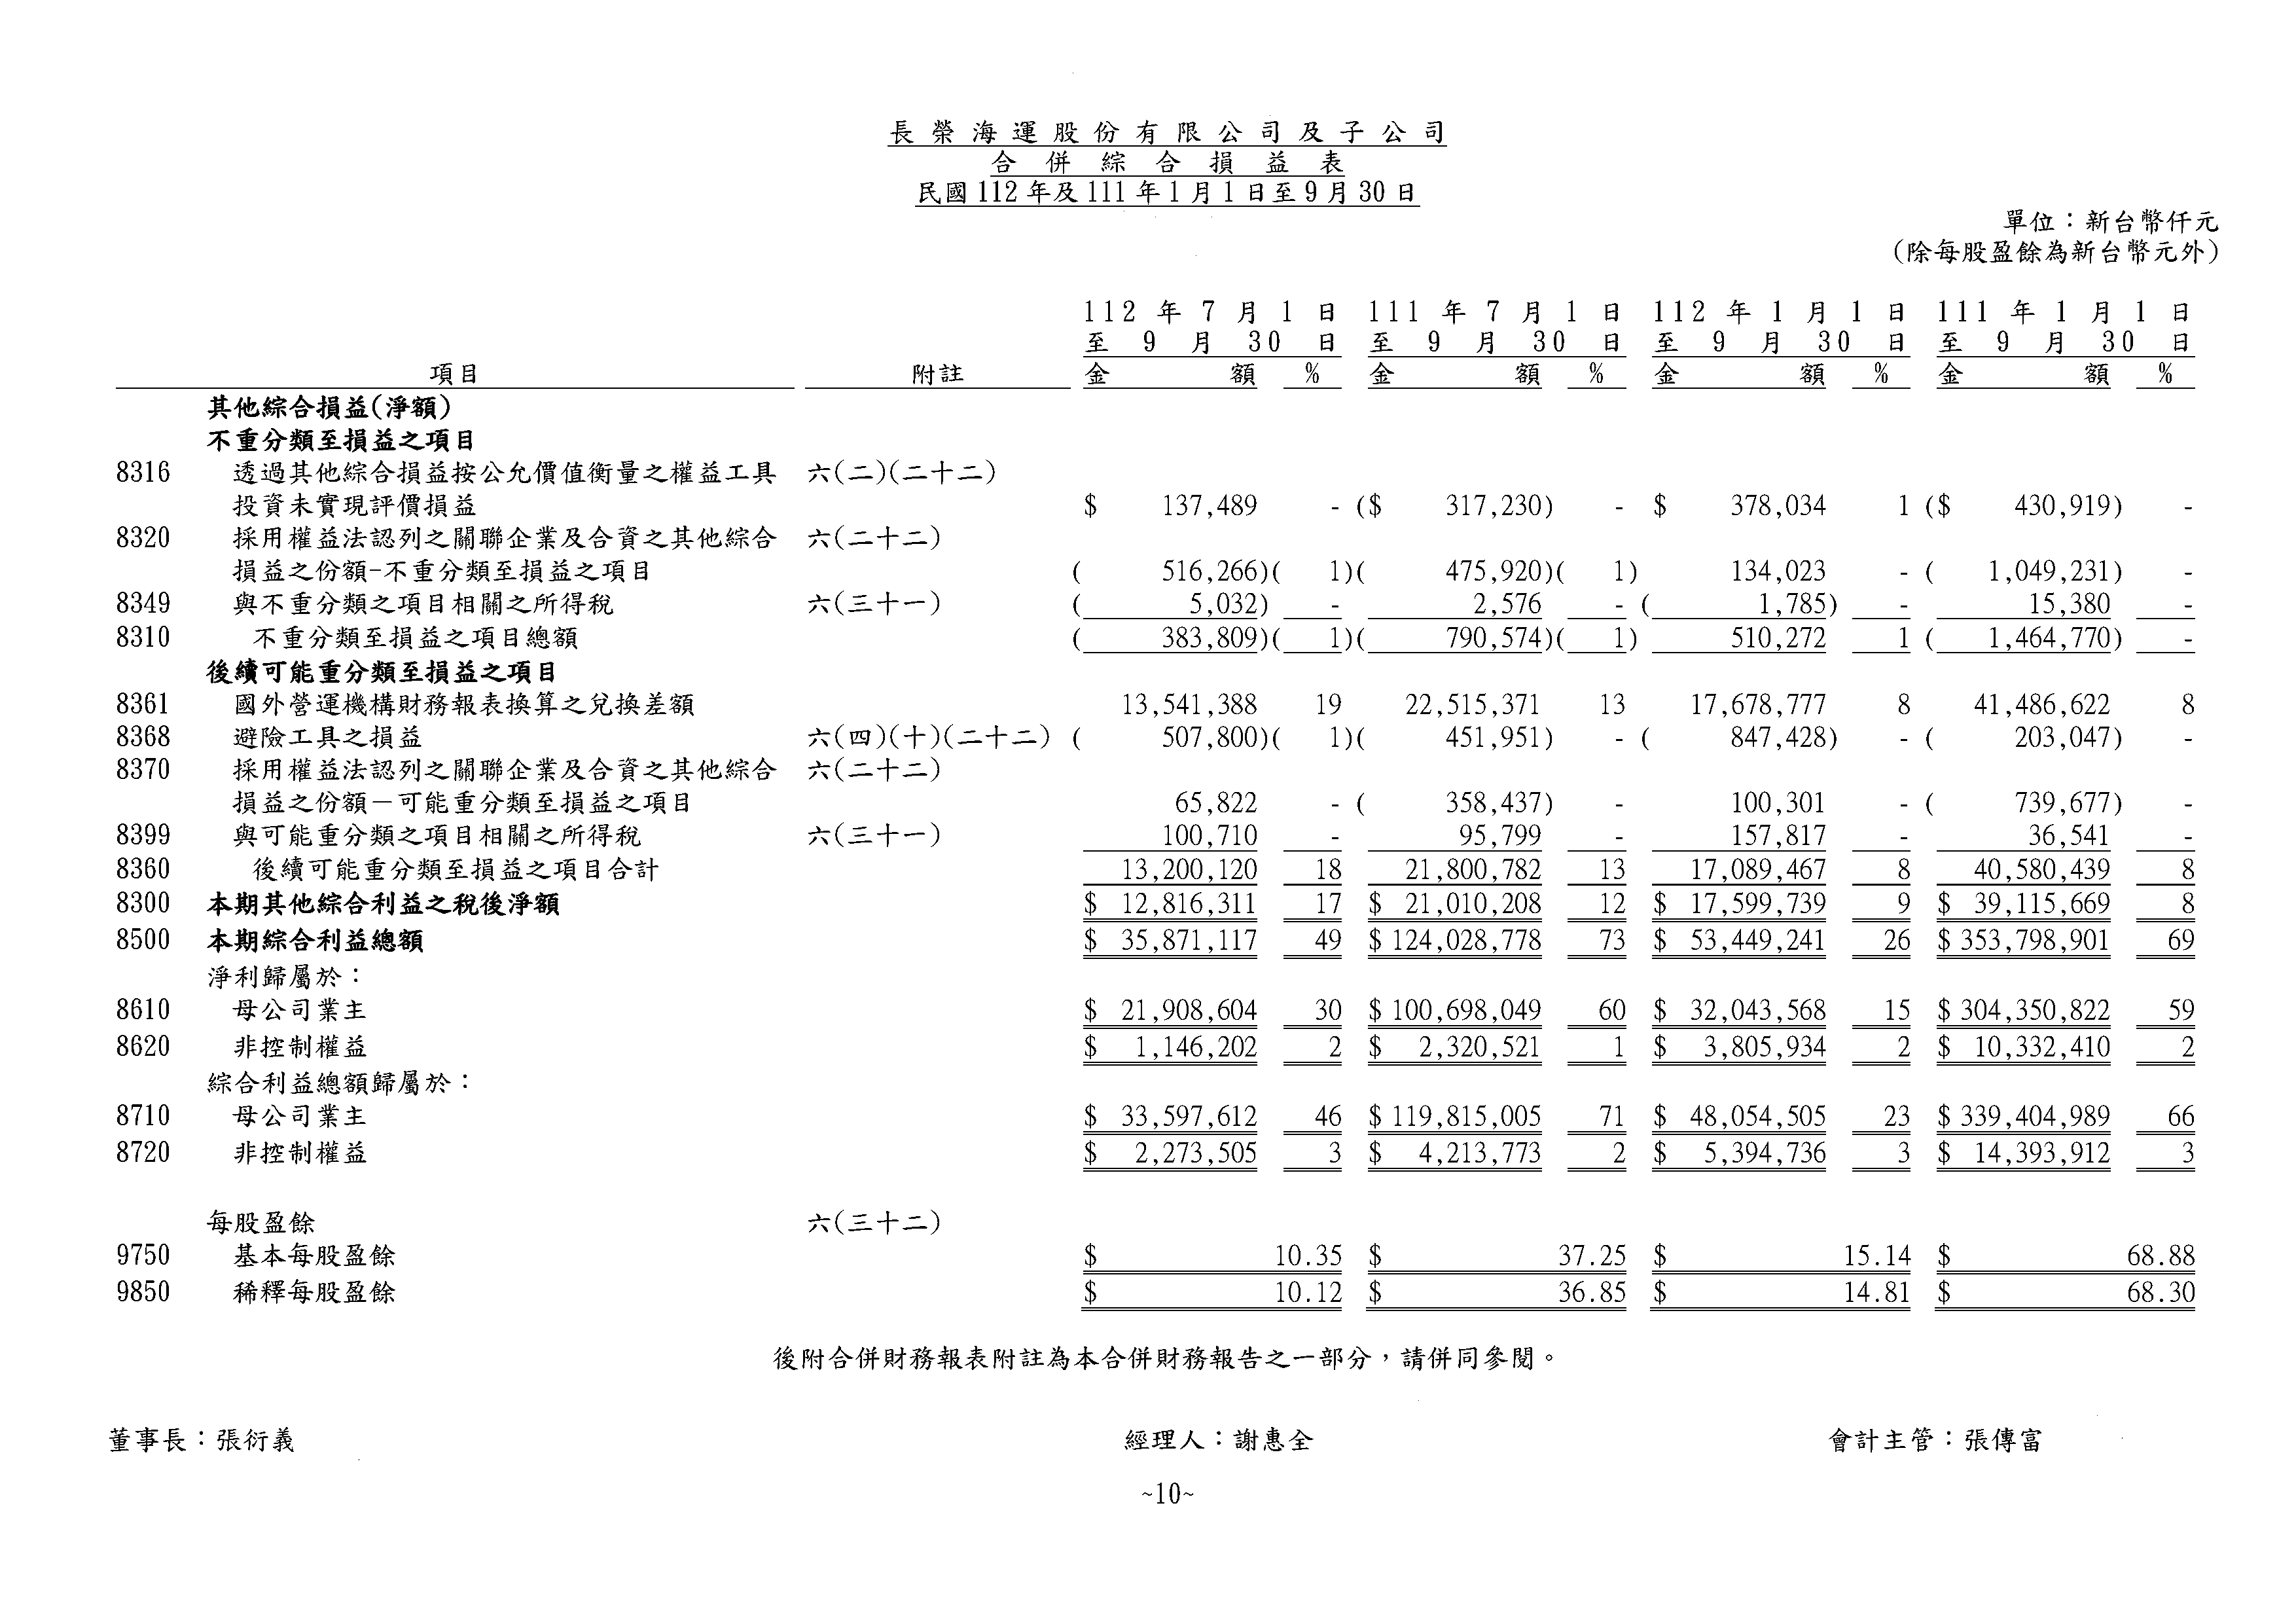 長榮海運股份有限公司及子公司
合併綜合損益表
民國112年及111年1月1日至9月30日
單位：新台幣仟元
(除每股盈餘為新台幣元外)
112年7月1日 111年7月1日 112年1月1日 111年1月1日
至9月30日 至9月30日 至9月30日 至9月30日
項目 附註 金額 % 金額 % 金額 % 金額 %
其他綜合損益(淨額)
不重分類至損益之項目
8316 透過其他綜合損益按公允價值衡量之權益工具 六(二)(二十二)
投資未實現評價損益 $ 137,489 - ($ 317,230) - $ 378,034 1 ($ 430,919) -
8320 採用權益法認列之關聯企業及合資之其他綜合 六(二十二)
損益之份額-不重分類至損益之項目 ( 516,266)( 1)( 475,920)( 1) 134,023 - ( 1,049,231) -
8349 與不重分類之項目相關之所得稅 六(三十一) ( 5,032) - 2,576 - ( 1,785) - 15,380 -
8310 不重分類至損益之項目總額 ( 383,809)( 1)( 790,574)( 1) 510,272 1 ( 1,464,770) -
後續可能重分類至損益之項目
8361 國外營運機構財務報表換算之兌換差額 13,541,388 19 22,515,371 13 17,678,777 8 41,486,622 8
8368 避險工具之損益 六(四)(十)(二十二) ( 507,800)( 1)( 451,951) - ( 847,428) - ( 203,047) -
8370 採用權益法認列之關聯企業及合資之其他綜合 六(二十二)
損益之份額－可能重分類至損益之項目 65,822 - ( 358,437) - 100,301 - ( 739,677) -
8399 與可能重分類之項目相關之所得稅 六(三十一) 100,710 - 95,799 - 157,817 - 36,541 -
8360 後續可能重分類至損益之項目合計 13,200,120 18 21,800,782 13 17,089,467 8 40,580,439 8
8300 本期其他綜合利益之稅後淨額 $ 12,816,311 17 $ 21,010,208 12 $ 17,599,739 9 $ 39,115,669 8
8500 本期綜合利益總額 $ 35,871,117 49 $ 124,028,778 73 $ 53,449,241 26 $ 353,798,901 69
淨利歸屬於：
8610 母公司業主 $ 21,908,604 30 $ 100,698,049 60 $ 32,043,568 15 $ 304,350,822 59
8620 非控制權益 $ 1,146,202 2 $ 2,320,521 1 $ 3,805,934 2 $ 10,332,410 2
綜合利益總額歸屬於：
8710 母公司業主 $ 33,597,612 46 $ 119,815,005 71 $ 48,054,505 23 $ 339,404,989 66
8720 非控制權益 $ 2,273,505 3 $ 4,213,773 2 $ 5,394,736 3 $ 14,393,912 3
每股盈餘 六(三十二)
9750 基本每股盈餘 $ 10.35 $ 37.25 $ 15.14 $ 68.88
9850 稀釋每股盈餘 $ 10.12 $ 36.85 $ 14.81 $ 68.30
後附合併財務報表附註為本合併財務報告之一部分，請併同參閱。
董事長：張衍義 經理人：謝惠全 會計主管：張傳富
~10~